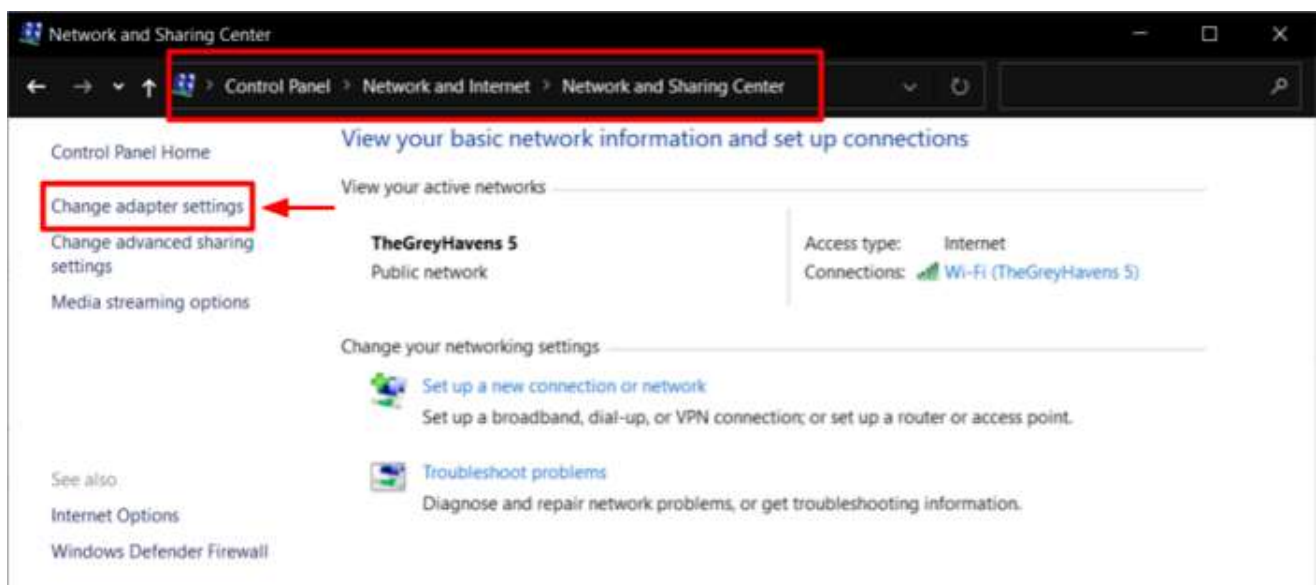 Network and Sharing Center
Control Panel > Network and Internet > Network and Sharing Center
Control Panel Home
Change adapter settings
Change advanced sharing
settings
Media streaming options
See also
Internet Options
Windows Defender Firewall
View your basic network information and set up connections
View your active networks
TheGreyHavens 5
Public network
Access type: Internet
Connections: Wi-Fi (TheGreyHavens 5)
Change your networking settings
Set up a new connection or network
Set up a broadband, dial-up, or VPN connection; or set up a router or access point.
Troubleshoot problems
Diagnose and repair network problems, or get troubleshooting information.